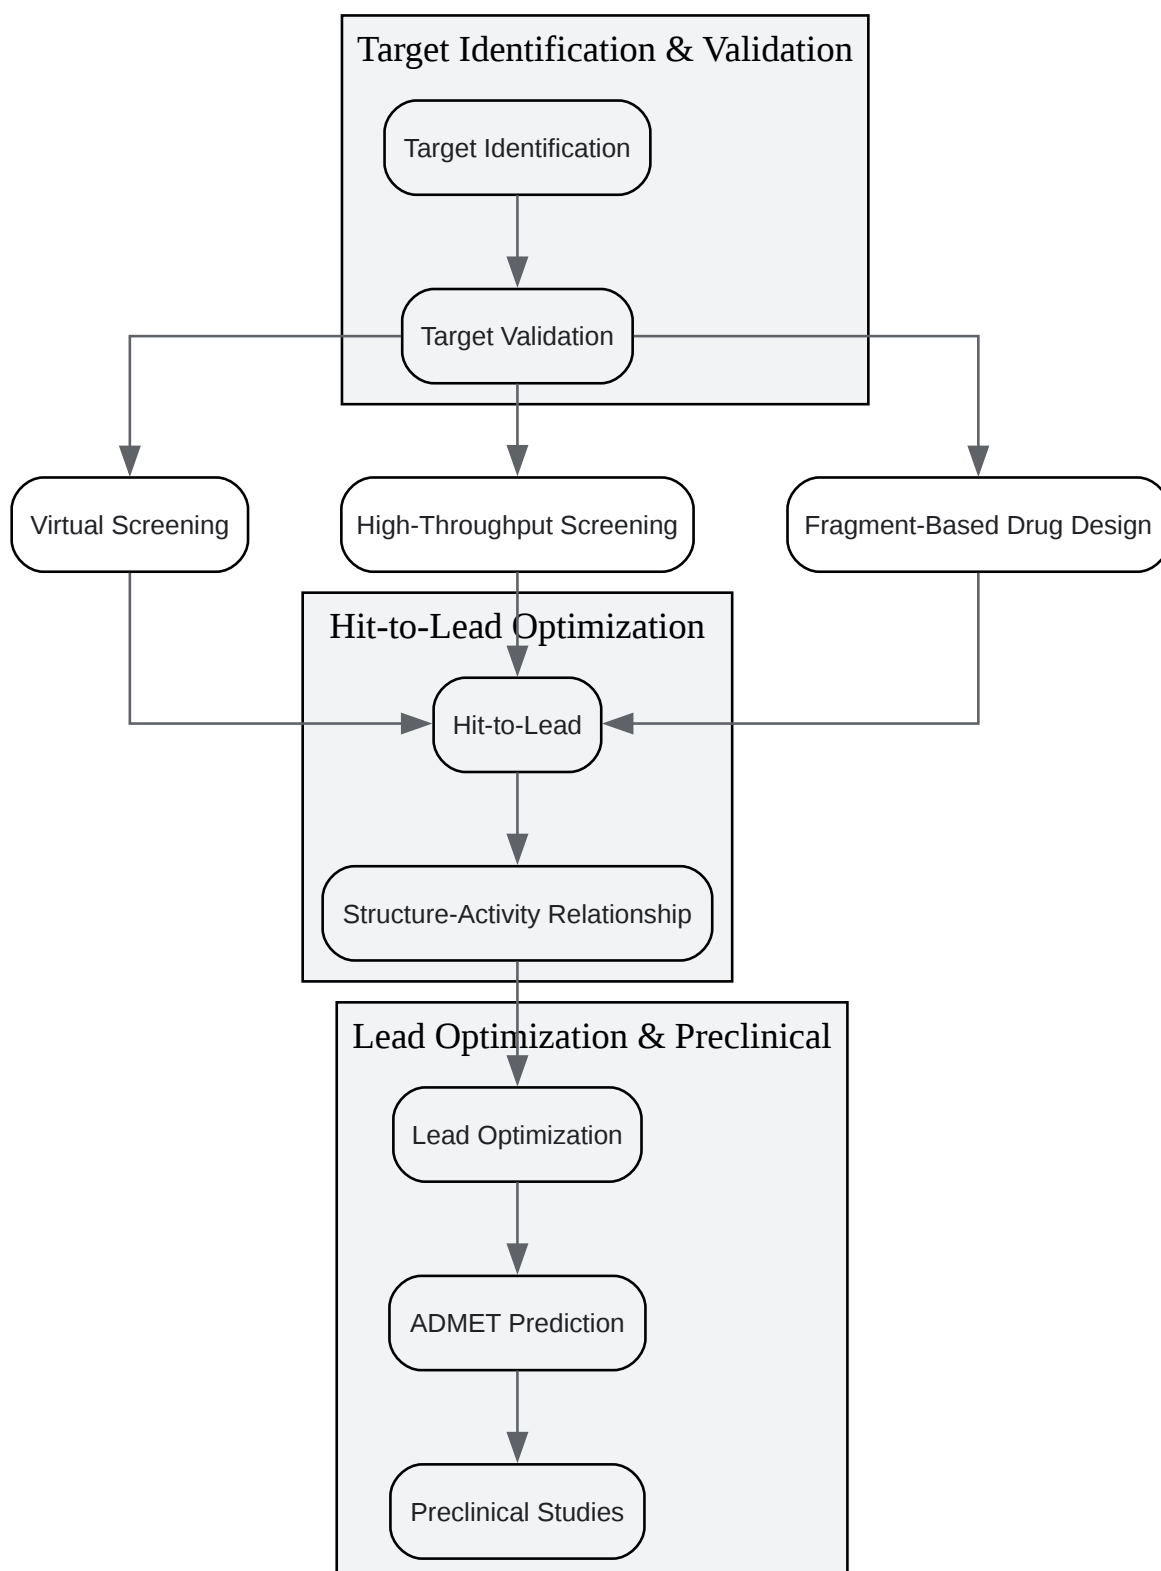 Target Identification & Validation
Target Identification
Target Validation
Virtual Screening
High-Throughput Screening
Fragment-Based Drug Design
Hit-to-Lead Optimization
Hit-to-Lead
Structure-Activity Relationship
Lead Optimization & Preclinical
Lead Optimization
ADMET Prediction
Preclinical Studies